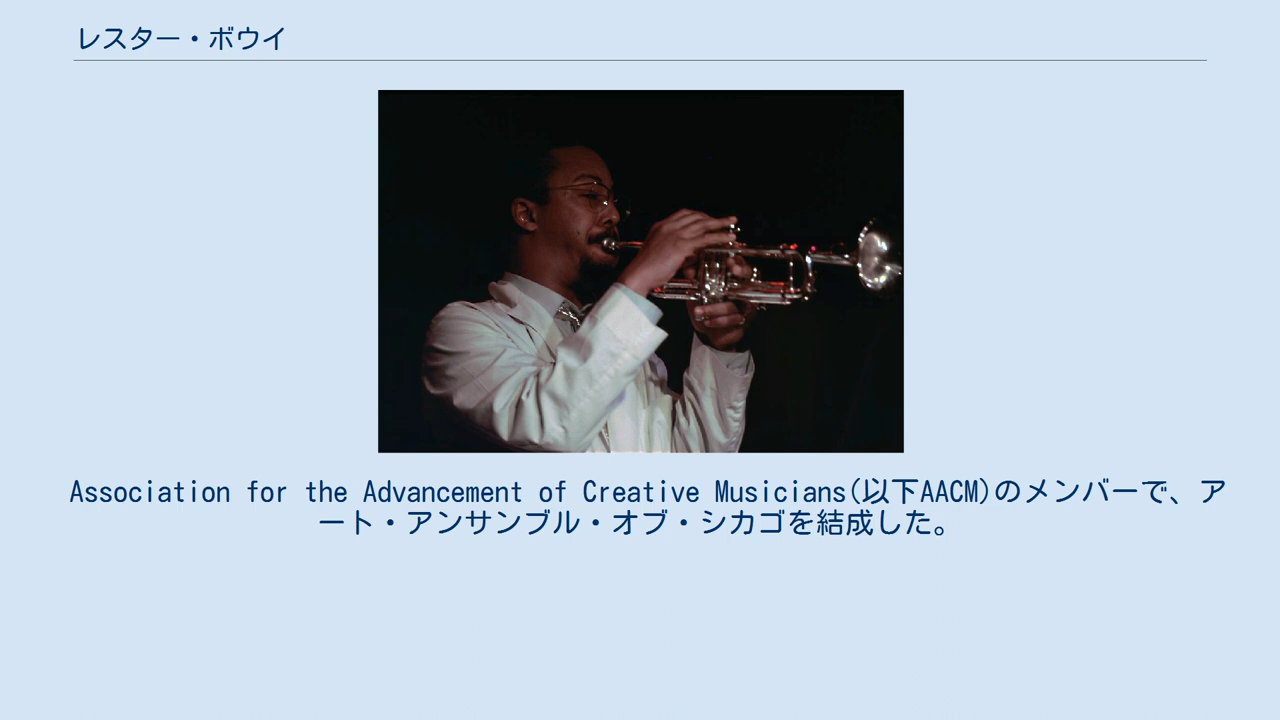 レスター・ボウイ
Association for the Advancement of Creative Musicians(以下AACM)のメンバーで、ア
ート・アンサンブル・オブ・シカゴを結成した。